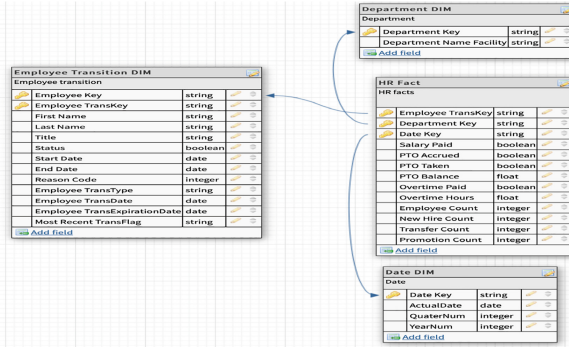 Department DIM
Department
Department Key string
Department Name Facility string
Add field
Employee Transition DIM
Employee transition
Employee Key string
Employee TransKey string
First Name string
Last Name string
Title string
Status boolean
Start Date date
End Date date
Reason Code integer
Employee TransType string
Employee TransDate date
Employee TransExpirationDate date
Most Recent TransFlag string
Add field
HR Fact
HR facts
Employee TransKey string
Department Key string
Date Key string
Salary Paid boolean
PTO Accrued boolean
PTO Taken boolean
PTO Balance float
Overtime Paid boolean
Overtime Hours float
Employee Count integer
New Hire Count integer
Transfer Count integer
Promotion Count integer
Add field
Date DIM
Date
Date Key string
ActualDate date
QuaterNum integer
YearNum integer
Add field